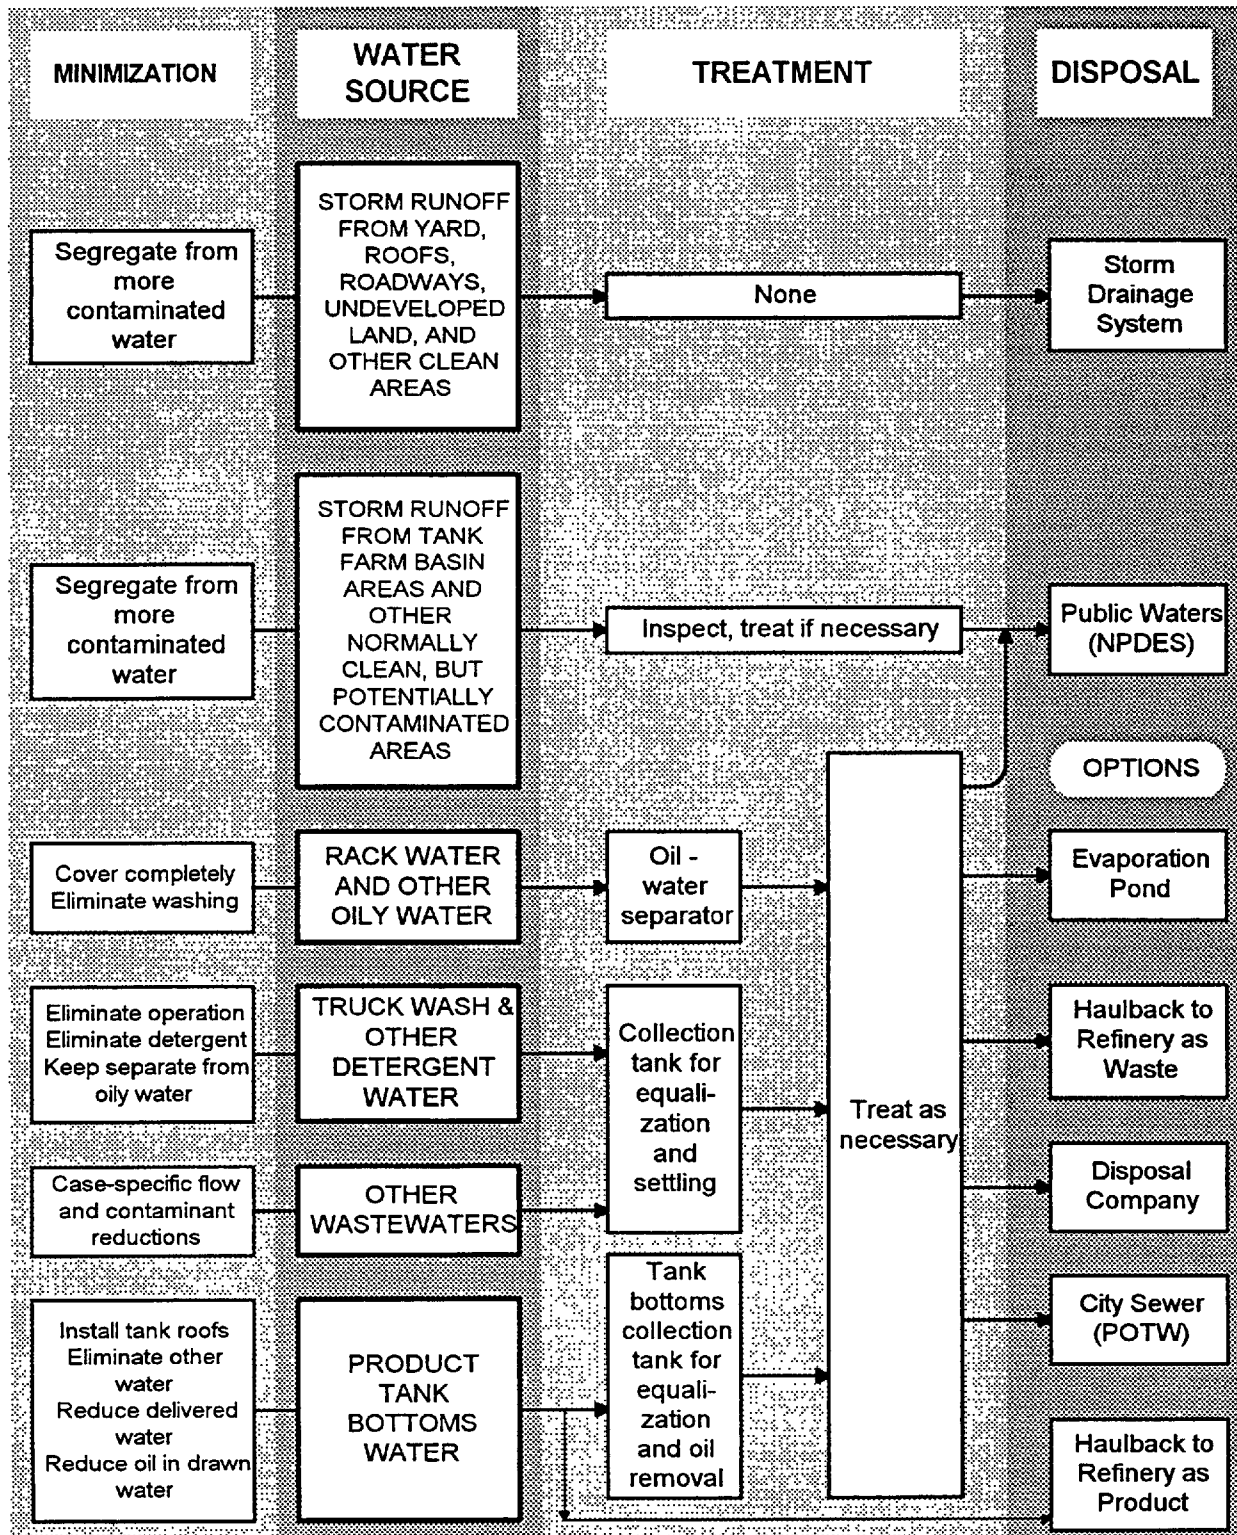 MINIMIZATION
WATER
SOURCE
TREATMENT
DISPOSAL
Segregate from
more
contaminated
water
STORM RUNOFF
FROM YARD,
ROOFS,
ROADWAYS,
UNDEVELOPED
LAND, AND
OTHER CLEAN
AREAS
None
Storm
Drainage
System
Segregate from
more
contaminated
water
STORM RUNOFF
FROM TANK
FARM BASIN
AREAS AND
OTHER
NORMALLY
CLEAN, BUT
POTENTIALLY
CONTAMINATED
AREAS
Inspect, treat if necessary
Public Waters
(NPDES)
OPTIONS
Cover completely
Eliminate washing
RACK WATER
AND OTHER
OILY WATER
Oil -
water
separator
Evaporation
Pond
Eliminate operation
Eliminate detergent
Keep separate from
oily water
TRUCK WASH &
OTHER
DETERGENT
WATER
Collection
tank for
equali-
zation
and
settling
Treat as
necessary
Haulback to
Refinery as
Waste
Case-specific flow
and contaminant
reductions
OTHER
WASTEWATERS
Disposal
Company
City Sewer
(POTW)
Install tank roofs
Eliminate other
water
Reduce delivered
water
Reduce oil in drawn
water
PRODUCT
TANK
BOTTOMS
WATER
Tank
bottoms
collection
tank for
equali-
zation
and oil
removal
Haulback to
Refinery as
Product